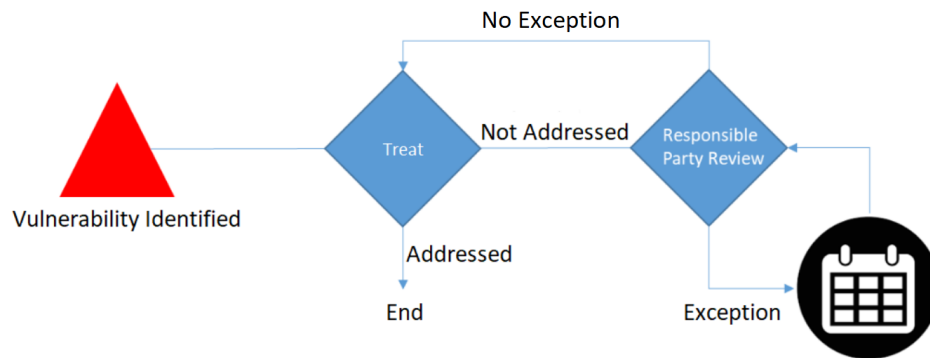 No Exception
Treat
Not Addressed
Responsible
Party Review
Vulnerability Identified
Addressed
End
Exception